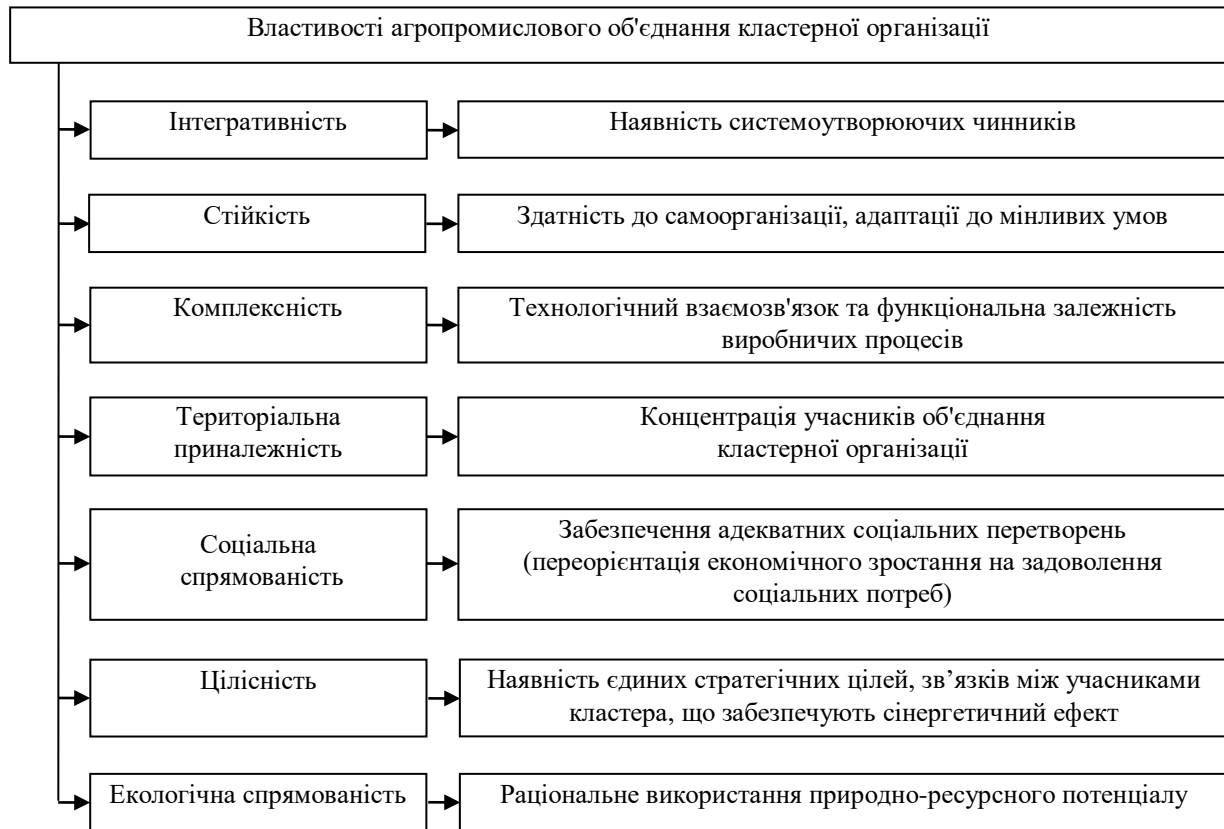 Властивості агропромислового об'єднання кластерної організації
Інтегративність
Наявність системоутворюючих чинників
Стійкість
Здатність до самоорганізації, адаптації до мінливих умов
Комплексність
Технологічний взаємозв'язок та функціональна залежність
виробничих процесів
Територіальна
приналежність
Концентрація учасників об'єднання
кластерної організації
Соціальна
спрямованість
Забезпечення адекватних соціальних перетворень
(переорієнтація економічного зростання на задоволення
соціальних потреб)
Цілісність
Наявність єдиних стратегічних цілей, зв’язків між учасниками
кластера, що забезпечують сінергетичний ефект
Екологічна спрямованість
Раціональне використання природно-ресурсного потенціалу